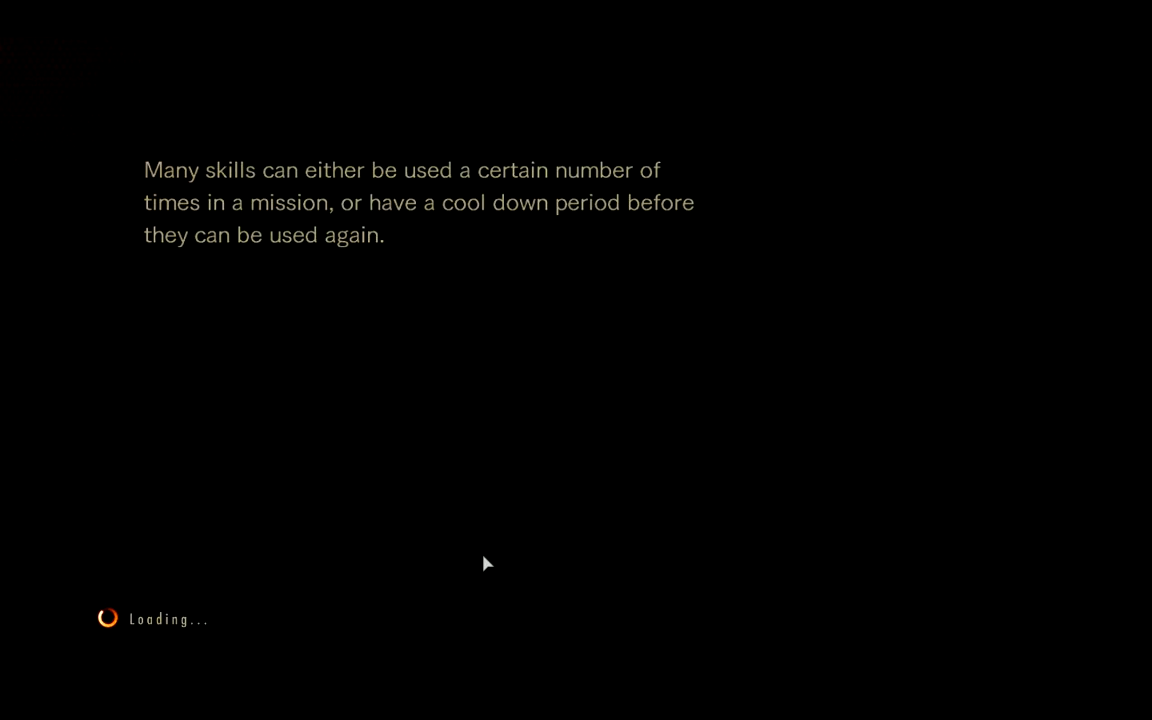 Many skills can either be used a certain number of
times in a mission, or have a cool down period before
they can be used again.
Loading...